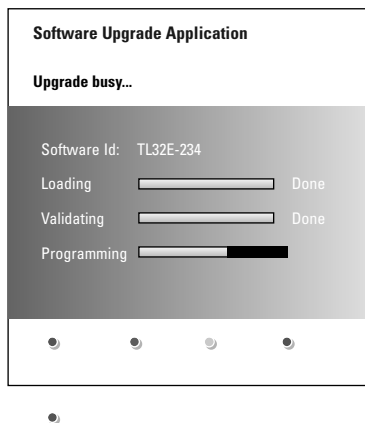 Software Upgrade Application
Upgrade busy...
Software Id: TL32E-234
Loading Done
Validating Done
Programming